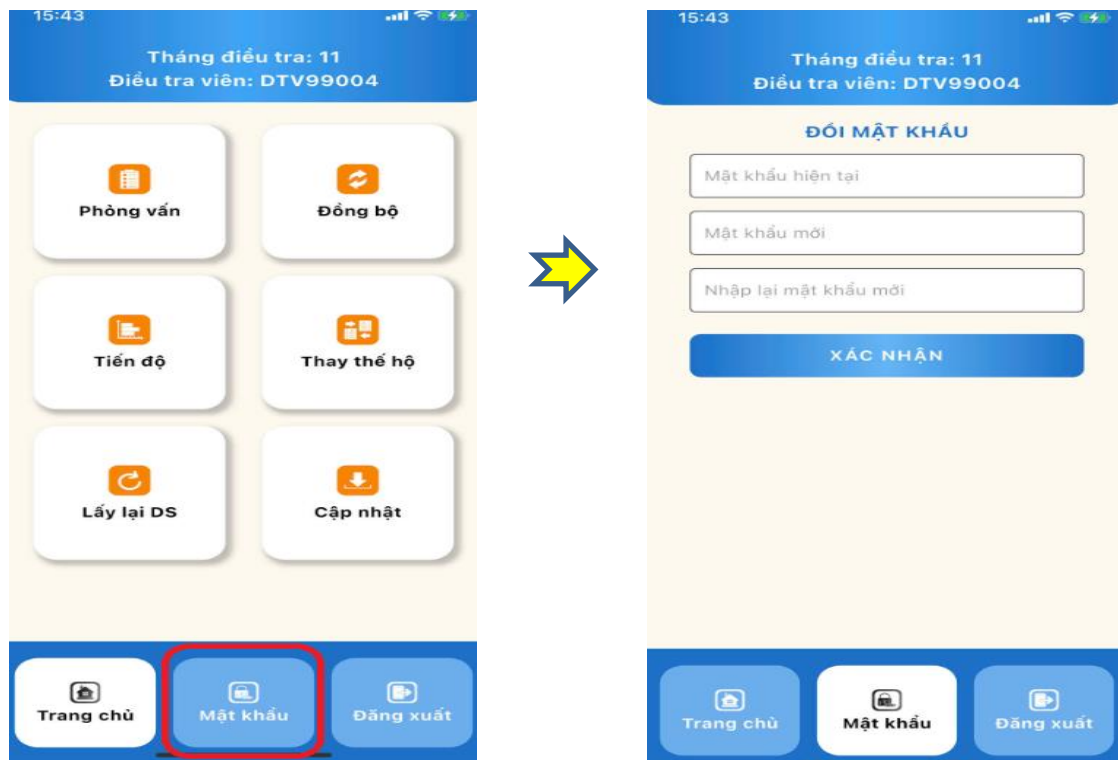 15:43
Tháng điều tra: 11
Điều tra viên: DTV99004
Phỏng vấn
Đồng bộ
Tiến độ
Thay thế hộ
Lấy lại DS
Cập nhật
Trang chủ
Mật khẩu
Đăng xuất
15:43
Tháng điều tra: 11
Điều tra viên: DTV99004
ĐỔI MẬT KHẨU
Mật khẩu hiện tại
Mật khẩu mới
Nhập lại mật khẩu mới
XÁC NHẬN
Trang chủ
Mật khẩu
Đăng xuất